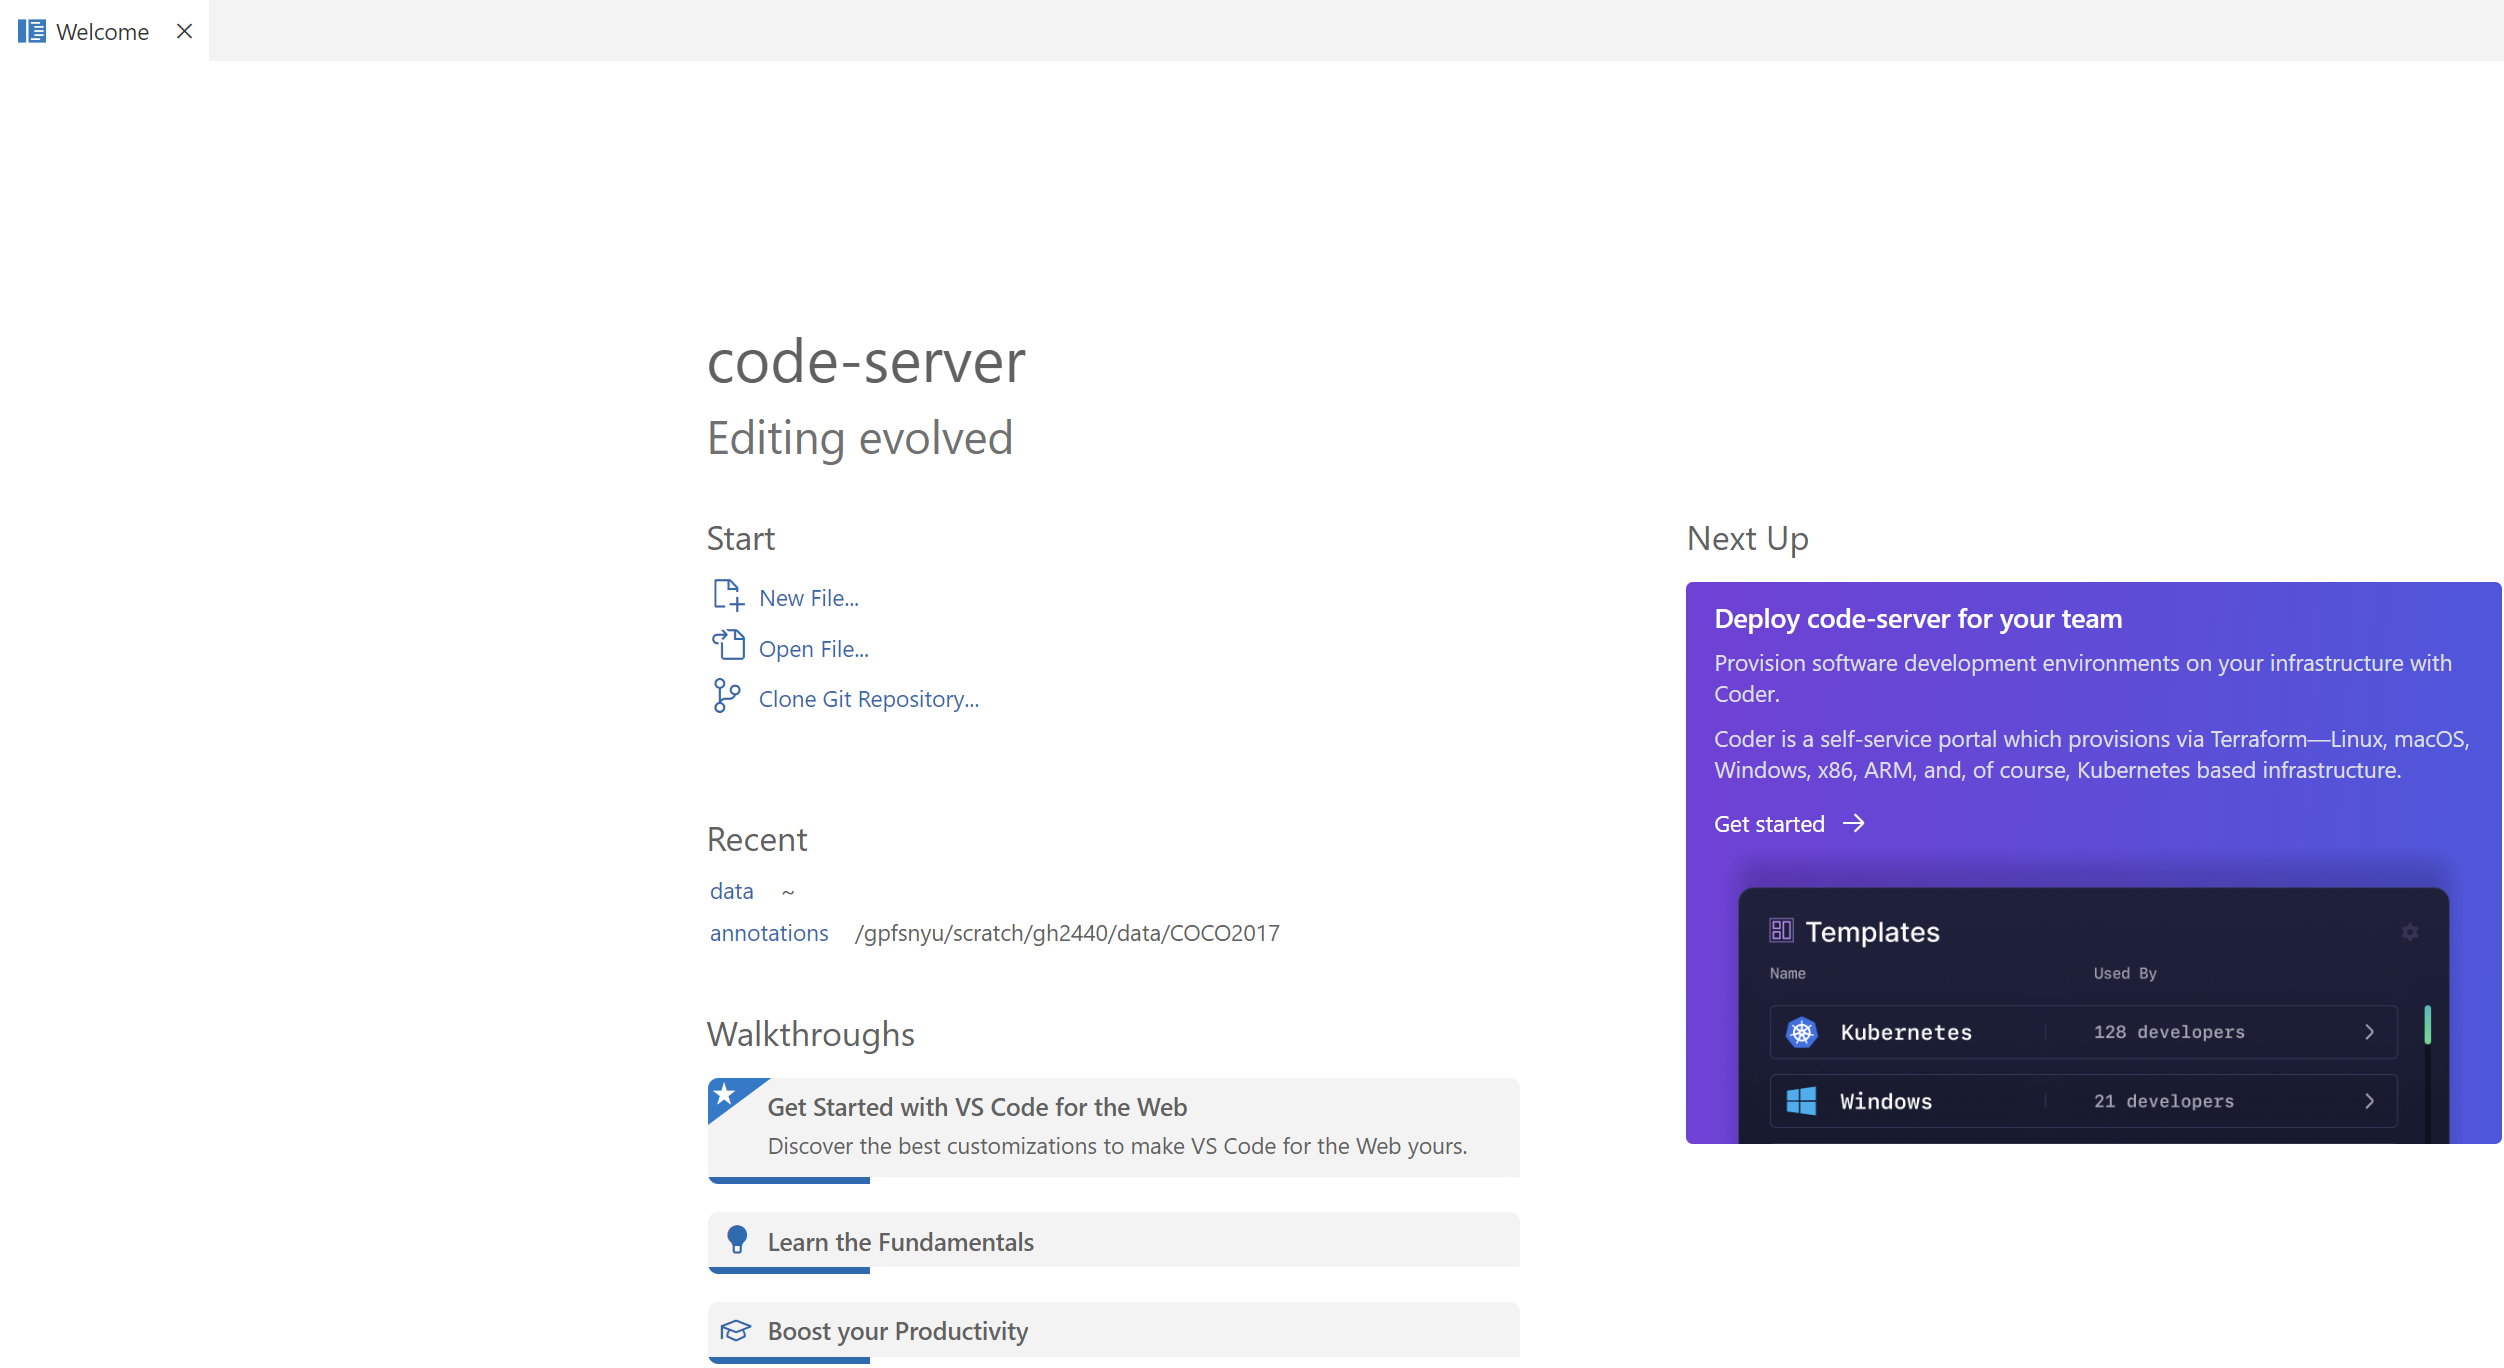 Welcome
code-server
Editing evolved
Start
New File...
Open File...
Clone Git Repository...
Recent
data ~
annotations /gpfsnyu/scratch/gh2440/data/COCO2017
Walkthroughs
Get Started with VS Code for the Web
Discover the best customizations to make VS Code for the Web yours.
Learn the Fundamentals
Boost your Productivity
Next Up
Deploy code-server for your team
Provision software development environments on your infrastructure with
Coder.
Coder is a self-service portal which provisions via Terraform—Linux, macOS,
Windows, x86, ARM, and, of course, Kubernetes based infrastructure.
Get started
Templates
Name Used By
Kubernetes 128 developers
Windows 21 developers